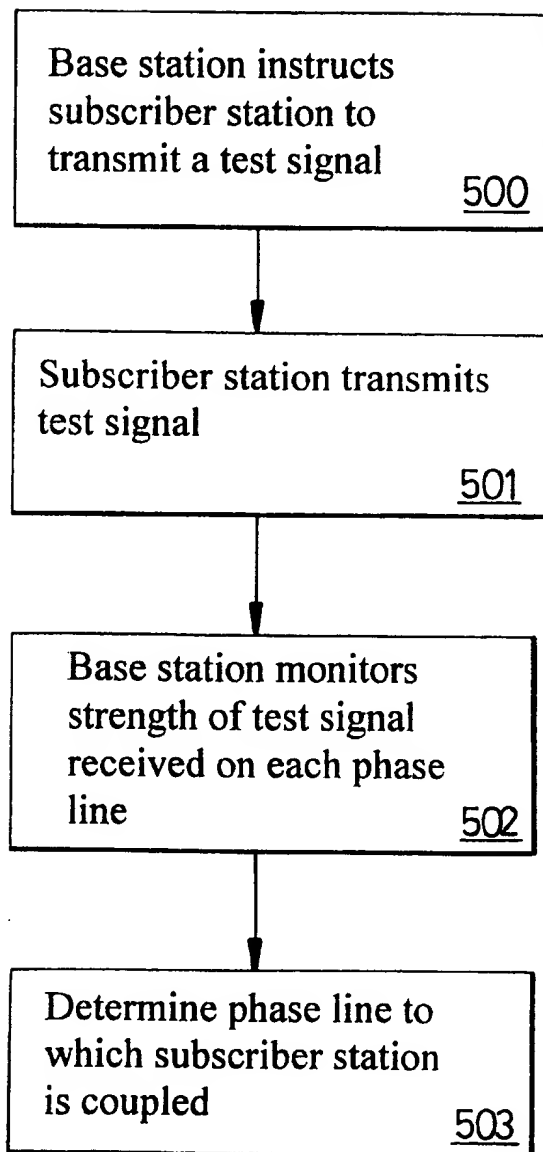 Base station instructs
subscriber station to
transmit a test signal
500
Subscriber station transmits
test signal
501
Base station monitors
strength of test signal
received on each phase
line
502
Determine phase line to
which subscriber station
is coupled
503